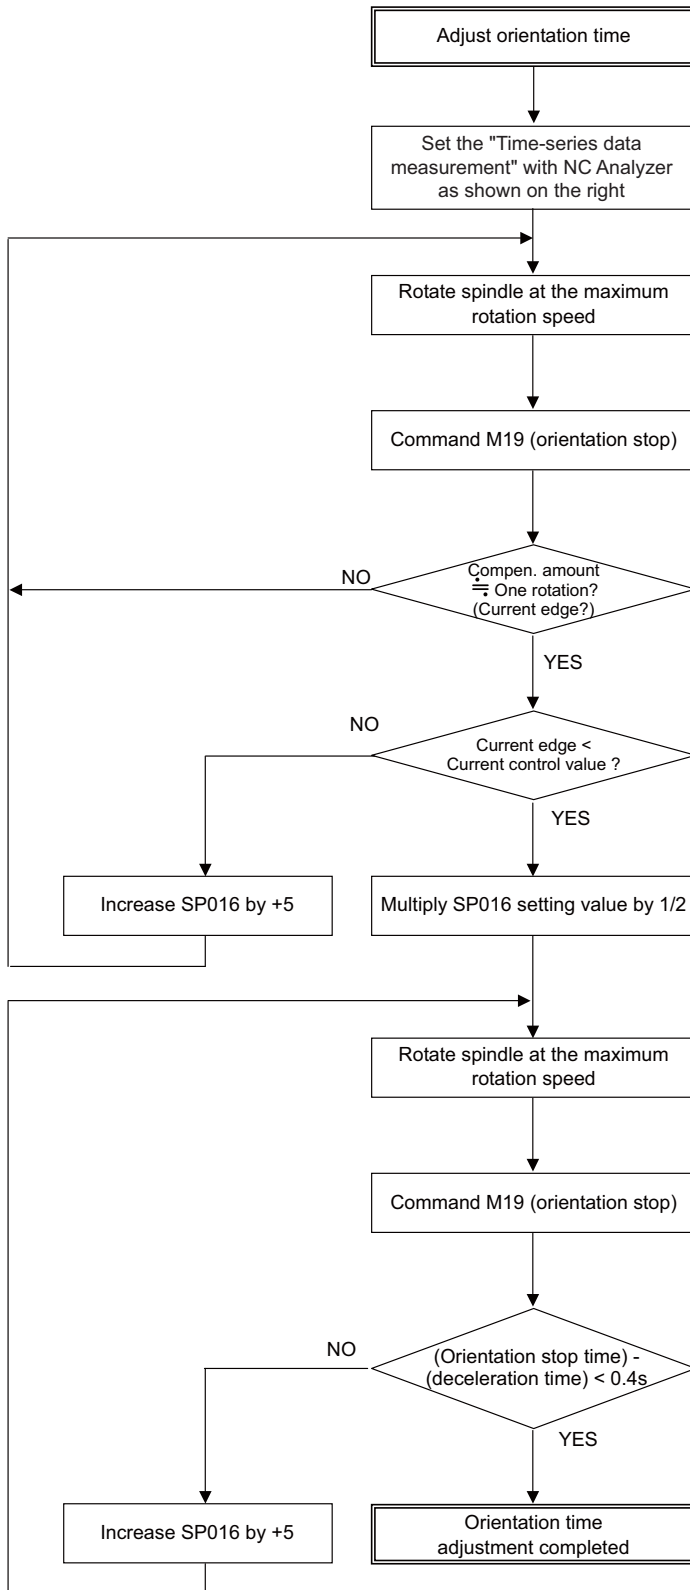 Adjust orientation time
Set the "Time-series data
measurement" with NC Analyzer
as shown on the right
Rotate spindle at the maximum
rotation speed
Command M19 (orientation stop)
NO
Compen. amount
≒ One rotation?
(Current edge?)
YES
NO
Current edge <
Current control value ?
YES
Increase SP016 by +5
Multiply SP016 setting value by 1/2
Rotate spindle at the maximum
rotation speed
Command M19 (orientation stop)
NO
(Orientation stop time) -
(deceleration time) < 0.4s
YES
Increase SP016 by +5
Orientation time
adjustment completed